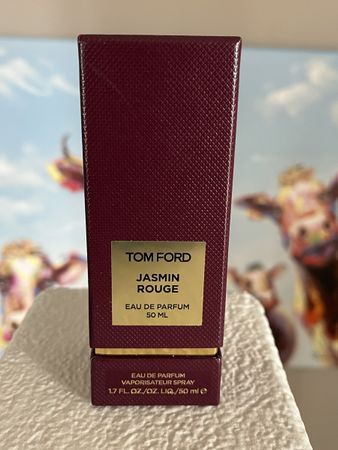 TOM FORD
JASMIN
ROUGE
EAU DE PARFUM
50 ML
EAU DE PARFUM
VAPORISATEUR SPRAY
1.7 FL. OZ./OZ. LIQ./50 ml ℮